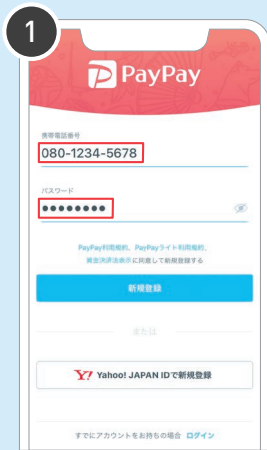 1
PayPay
携帯電話番号
080-1234-5678
パスワード
●●●●●●●●
PayPay利用規約、PayPayライト利用規約、
資金決済法表示に同意して新規登録する
新規登録
または
Y! Yahoo! JAPAN IDで新規登録
すでにアカウントをお持ちの場合 ログイン